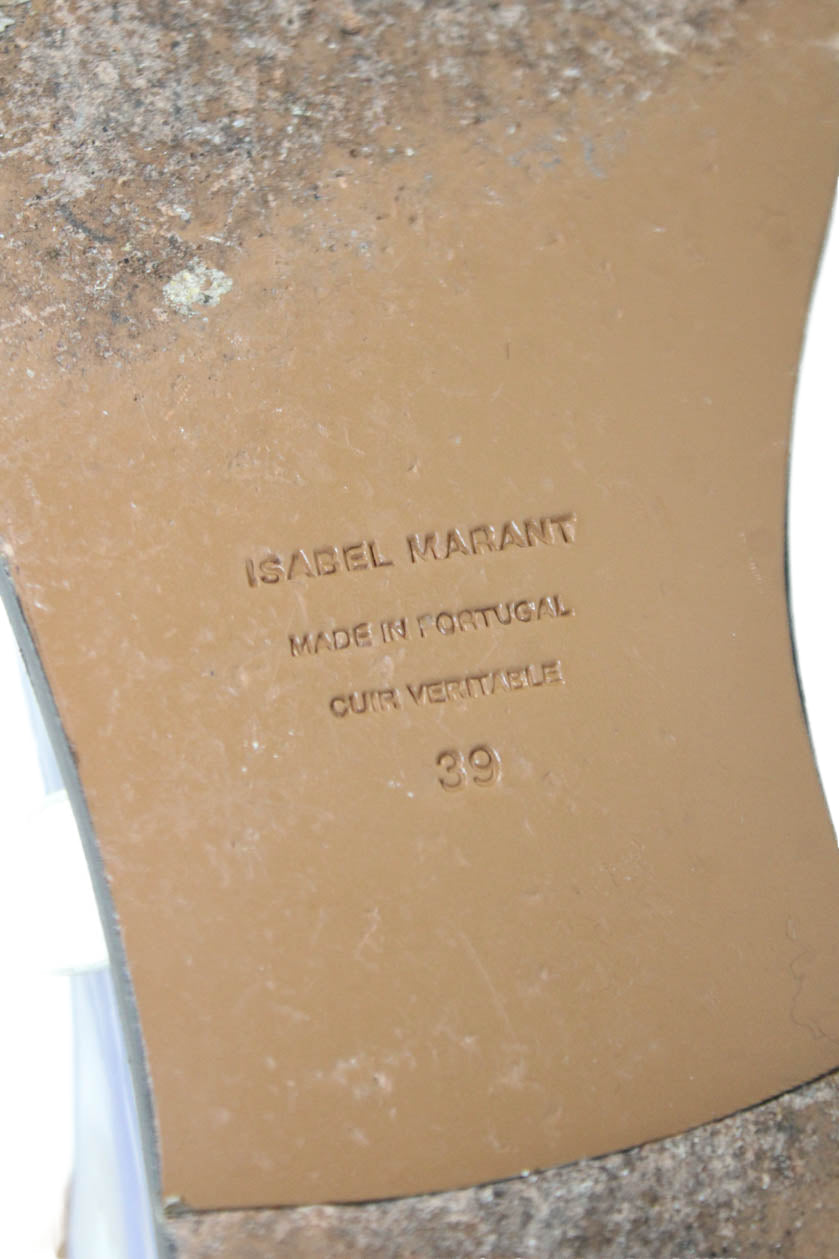 ISABEL MARANT
MADE IN PORTUGAL
CUIR VERITABLE
39